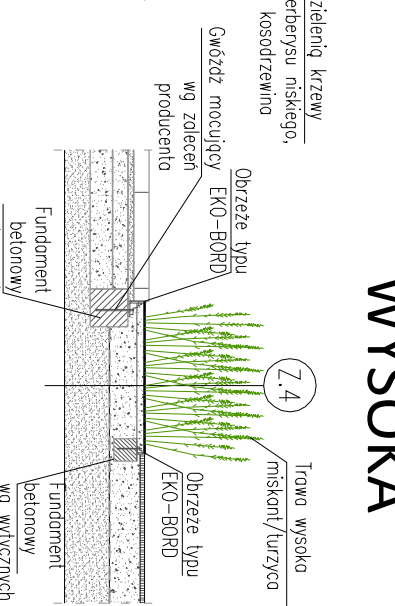 WYSOKA
zielenią krzewy
erberysu niskiego,
kosodrzewina
Gwóźdź mocujący
wg zaleceń
producenta
Obrzeże typu
EKO-BORD
Z.4
Trawa wysoka
miskant/turzyca
Fundament
betonowy
Obrzeże typu
EKO-BORD
Fundament
betonowy
wg wytycznych